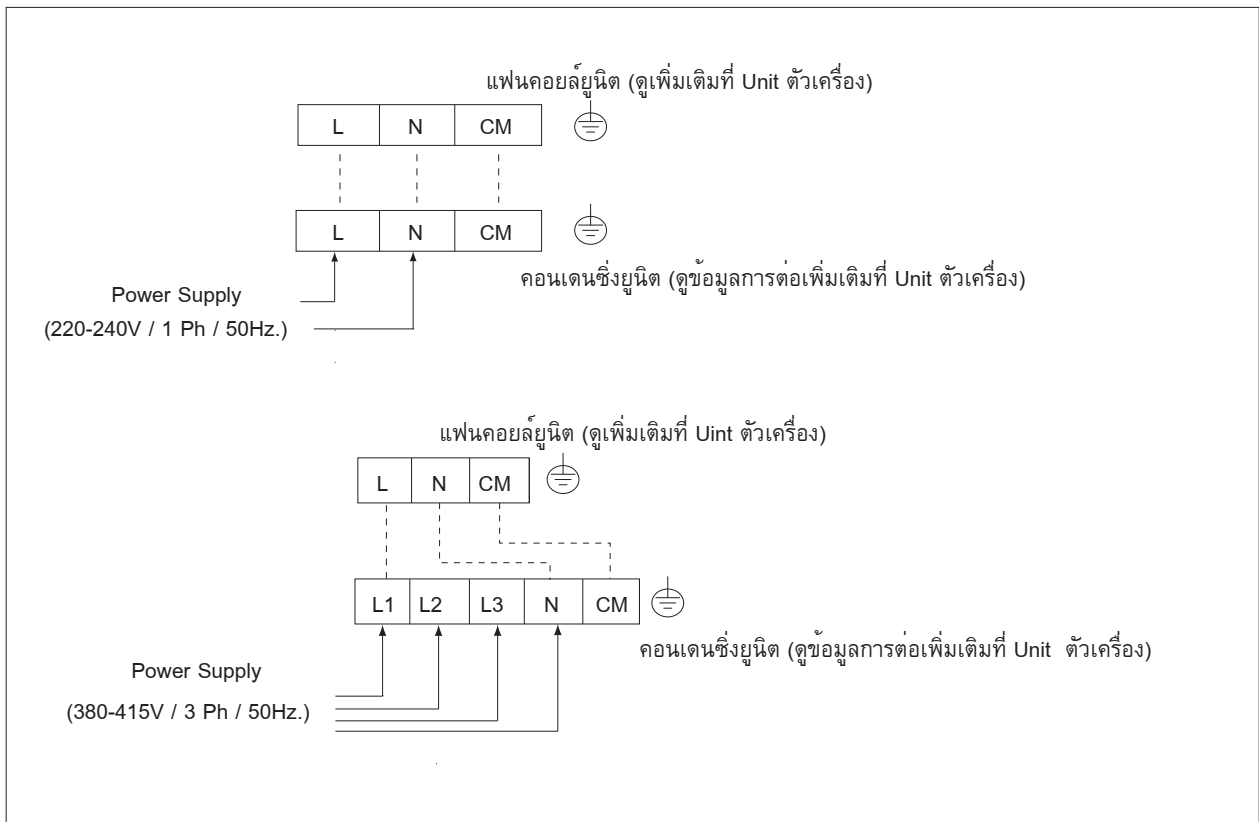 แฟนคอยล์ยูนิต (ดูเพิ่มเติมที่ Unit ตัวเครื่อง)
L N CM
L N CM
คอนเดนซิ่งยูนิต (ดูข้อมูลการต่อเพิ่มเติมที่ Unit ตัวเครื่อง)
Power Supply
(220-240V / 1 Ph / 50Hz.)
แฟนคอยล์ยูนิต (ดูเพิ่มเติมที่ Uint ตัวเครื่อง)
L N CM
L1 L2 L3 N CM
คอนเดนซิ่งยูนิต (ดูข้อมูลการต่อเพิ่มเติมที่ Unit ตัวเครื่อง)
Power Supply
(380-415V / 3 Ph / 50Hz.)